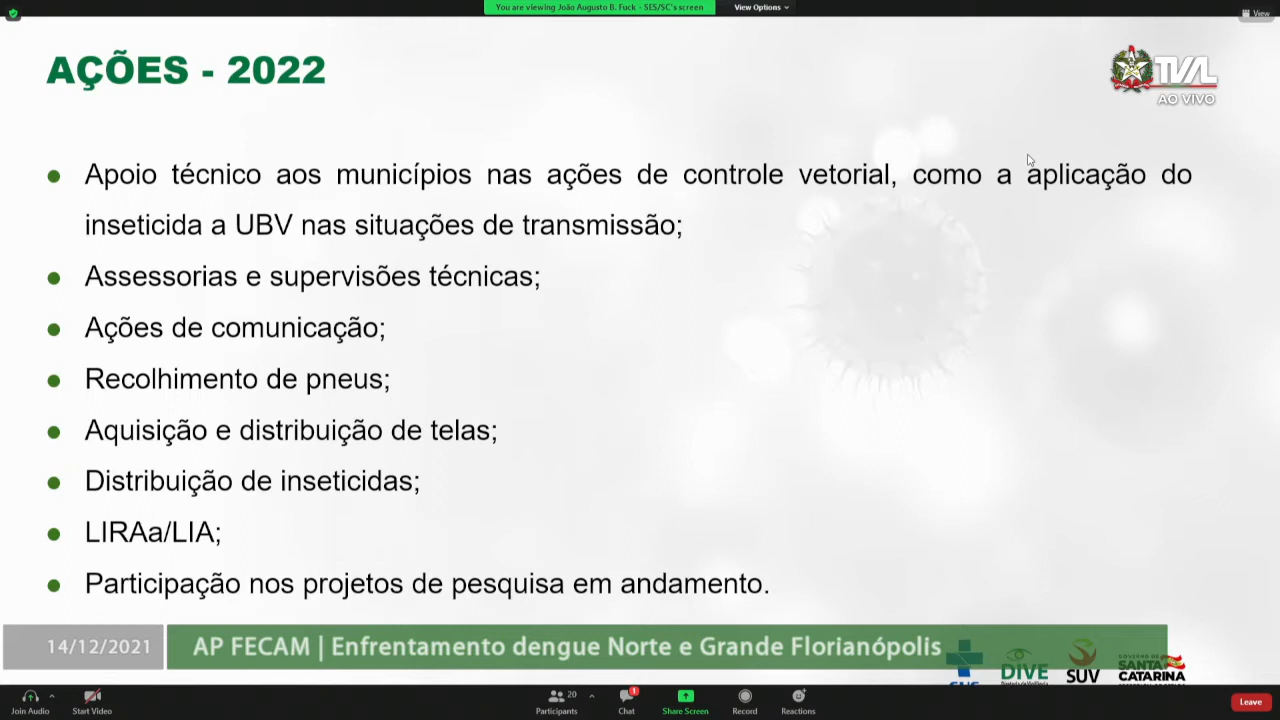 You are viewing João Augusto B. Fuck - SES/SC's screen
View Options
View
AÇÕES - 2022
TVAL
AO VIVO
Apoio técnico aos municípios nas ações de controle vetorial, como a aplicação do
inseticida a UBV nas situações de transmissão;
Assessorias e supervisões técnicas;
Ações de comunicação;
Recolhimento de pneus;
Aquisição e distribuição de telas;
Distribuição de inseticidas;
LIRAa/LIA;
Participação nos projetos de pesquisa em andamento.
14/12/2021
AP FECAM | Enfrentamento dengue Norte e Grande Florianópolis
SUS
DIVE
SUV
GOVERNO DE
SANTA
CATARINA
Join Audio
Start Video
20
Participants
1
Chat
Share Screen
Record
Reactions
Leave